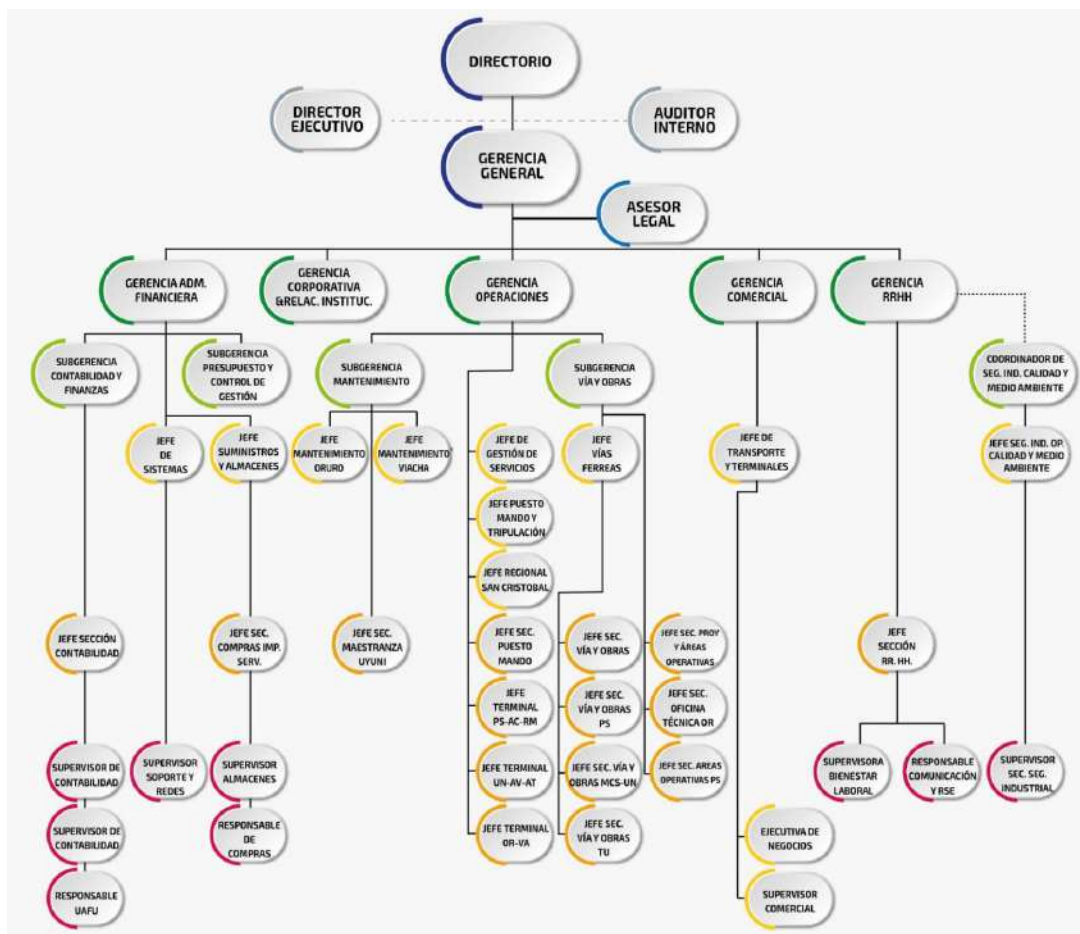 DIRECTORIO
DIRECTOR
EJECUTIVO
AUDITOR
INTERNO
GERENCIA
GENERAL
ASESOR
LEGAL
GERENCIA ADM.
FINANCIERA
GERENCIA
CORPORATIVA
&RELAC. INSTITUC.
GERENCIA
OPERACIONES
GERENCIA
COMERCIAL
GERENCIA
RRHH
SUBGERENCIA
CONTABILIDAD Y
FINANZAS
SUBGERENCIA
PRESUPUESTO Y
CONTROL DE
GESTIÓN
SUBGERENCIA
MANTENIMIENTO
SUBGERENCIA
VÍA Y OBRAS
COORDINADOR DE
SEG. IND. CALIDAD Y
MEDIO AMBIENTE
JEFE
DE
SISTEMAS
JEFE
SUMINISTROS
Y ALMACENES
JEFE
MANTENIMIENTO
ORURO
JEFE
MANTENIMIENTO
VIACHA
JEFE DE
GESTIÓN DE
SERVICIOS
JEFE
VÍAS
FERREAS
JEFE DE
TRANSPORTE
Y TERMINALES
JEFE SEG. IND. OP.
CALIDAD Y MEDIO
AMBIENTE
JEFE PUESTO
MANDO Y
TRIPULACIÓN
JEFE REGIONAL
SAN CRISTOBAL
JEFE SECCIÓN
CONTABILIDAD
JEFE SEC.
COMPRAS IMP.
SERV.
JEFE SEC.
MAESTRANZA
UYUNI
JEFE SEC.
PUESTO
MANDO
JEFE SEC.
VÍA Y OBRAS
JEFE SEC. PROY
Y ÁREAS
OPERATIVAS
JEFE
SECCIÓN
RR. HH.
JEFE
TERMINAL
PS-AC-RM
JEFE SEC.
VÍA Y OBRAS
PS
JEFE SEC.
OFICINA
TÉCNICA OR
SUPERVISOR DE
CONTABILIDAD
SUPERVISOR
SOPORTE Y
REDES
SUPERVISOR
ALMACENES
JEFE TERMINAL
UN-AV-AT
JEFE SEC. VÍA Y
OBRAS MCS-UN
JEFE SEC. AREAS
OPERATIVAS PS
SUPERVISORA
BIENESTAR
LABORAL
RESPONSABLE
COMUNICACIÓN
Y RSE
SUPERVISOR
SEC. SEG.
INDUSTRIAL
SUPERVISOR DE
CONTABILIDAD
RESPONSABLE
DE
COMPRAS
JEFE TERMINAL
OR-VA
JEFE SEC.
VÍA Y OBRAS
TU
EJECUTIVA DE
NEGOCIOS
RESPONSABLE
UAFU
SUPERVISOR
COMERCIAL